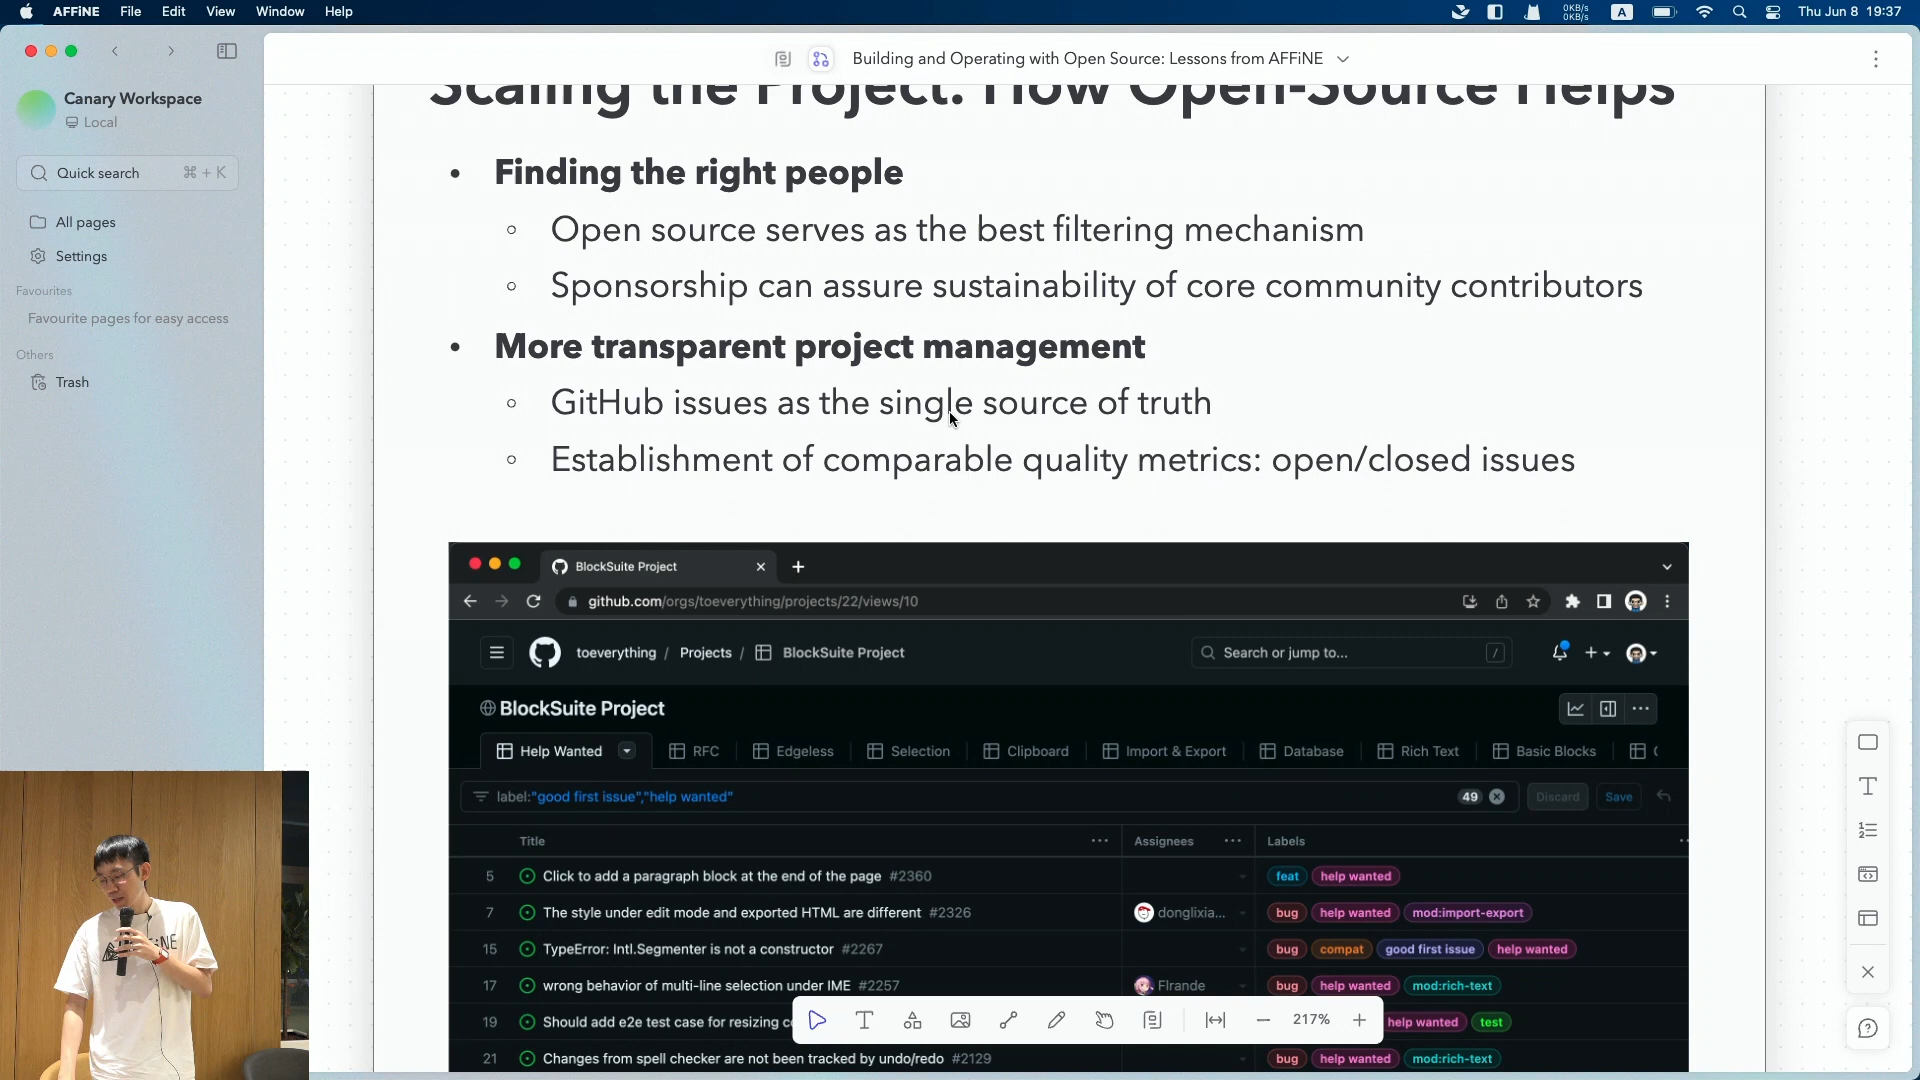 AFFiNE File Edit View Window Help
0KB/s
0KB/s
A
Thu Jun 8 19:37
Building and Operating with Open Source: Lessons from AFFiNE
Canary Workspace
Local
Quick search ⌘ + K
All pages
Settings
Favourites
Favourite pages for easy access
Others
Trash
Scaling the Project: How Open-Source Helps
• Finding the right people
◦ Open source serves as the best filtering mechanism
◦ Sponsorship can assure sustainability of core community contributors
• More transparent project management
◦ GitHub issues as the single source of truth
◦ Establishment of comparable quality metrics: open/closed issues
BlockSuite Project
github.com/orgs/toeverything/projects/22/views/10
toeverything / Projects / BlockSuite Project
Search or jump to... /
BlockSuite Project
Help Wanted RFC Edgeless Selection Clipboard Import & Export Database Rich Text Basic Blocks
label:"good first issue","help wanted" 49 Discard Save
Title Assignees Labels
5 Click to add a paragraph block at the end of the page #2360 feat help wanted
7 The style under edit mode and exported HTML are different #2326 donglixia... bug help wanted mod:import-export
15 TypeError: Intl.Segmenter is not a constructor #2267 bug compat good first issue help wanted
17 wrong behavior of multi-line selection under IME #2257 Flrande bug help wanted mod:rich-text
19 Should add e2e test case for resizing help wanted test
21 Changes from spell checker are not been tracked by undo/redo #2129 bug help wanted mod:rich-text
217%